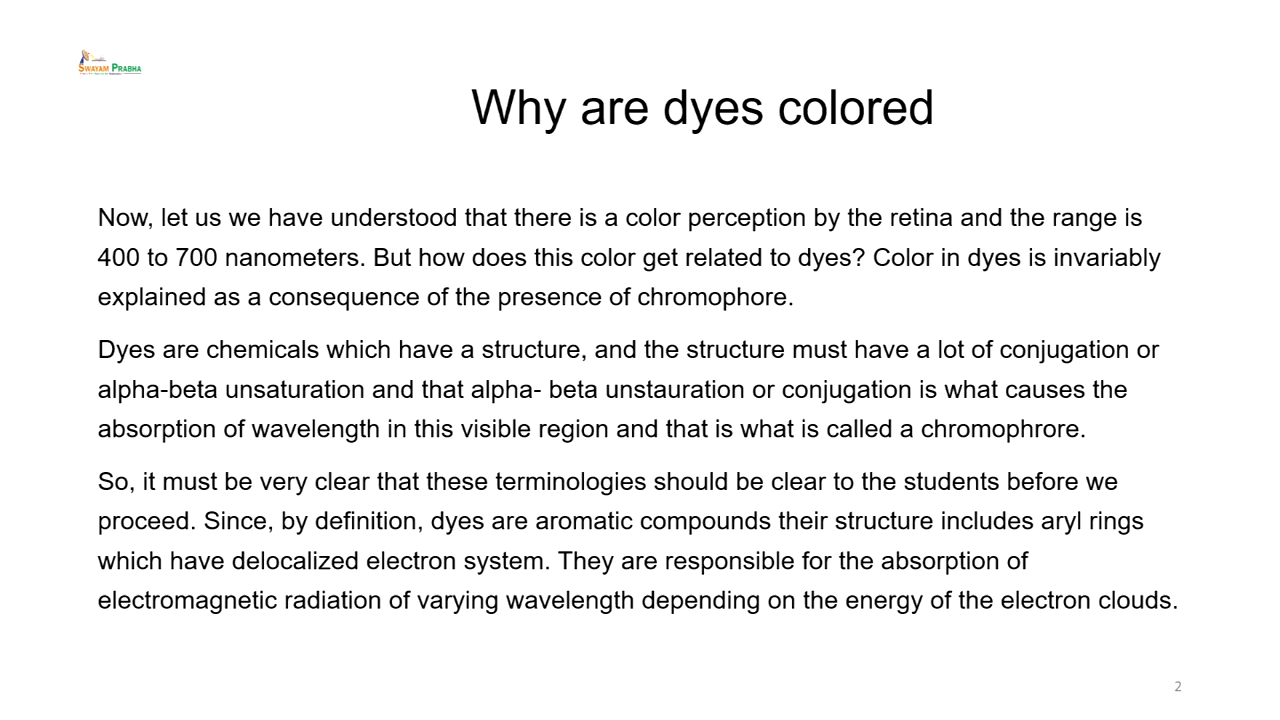 SWAYAM PRABHA
Why are dyes colored
Now, let us we have understood that there is a color perception by the retina and the range is
400 to 700 nanometers. But how does this color get related to dyes? Color in dyes is invariably
explained as a consequence of the presence of chromophore.
Dyes are chemicals which have a structure, and the structure must have a lot of conjugation or
alpha-beta unsaturation and that alpha- beta unstauration or conjugation is what causes the
absorption of wavelength in this visible region and that is what is called a chromophrore.
So, it must be very clear that these terminologies should be clear to the students before we
proceed. Since, by definition, dyes are aromatic compounds their structure includes aryl rings
which have delocalized electron system. They are responsible for the absorption of
electromagnetic radiation of varying wavelength depending on the energy of the electron clouds.
2